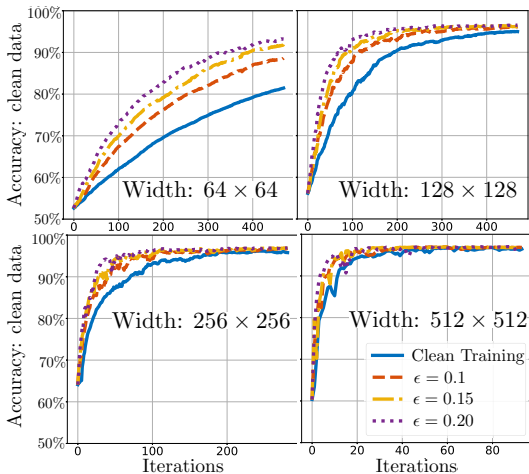 100%
90%
80%
70%
60%
50%
Accuracy: clean data
0 100 200 300 400
Width: 64 × 64
0 100 200 300 400
Width: 128 × 128
100%
90%
80%
70%
60%
50%
Accuracy: clean data
0 100 200
Iterations
Width: 256 × 256
0 20 40 60 80
Iterations
Width: 512 × 512
Clean Training
ϵ = 0.1
ϵ = 0.15
ϵ = 0.20